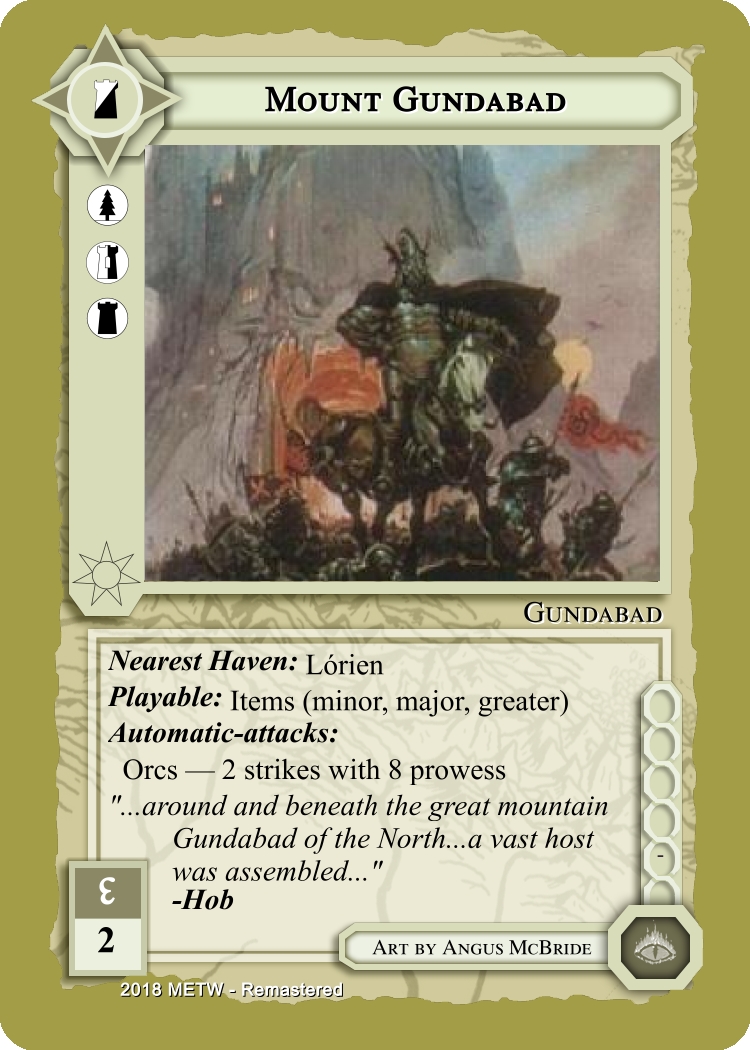 Mount Gundabad
Gundabad
Nearest Haven: Lórien
Playable: Items (minor, major, greater)
Automatic-attacks:
Orcs — 2 strikes with 8 prowess
"...around and beneath the great mountain
Gundabad of the North...a vast host
was assembled..."
-Hob
-
ε
2
Art by Angus McBride
2018 METW - Remastered